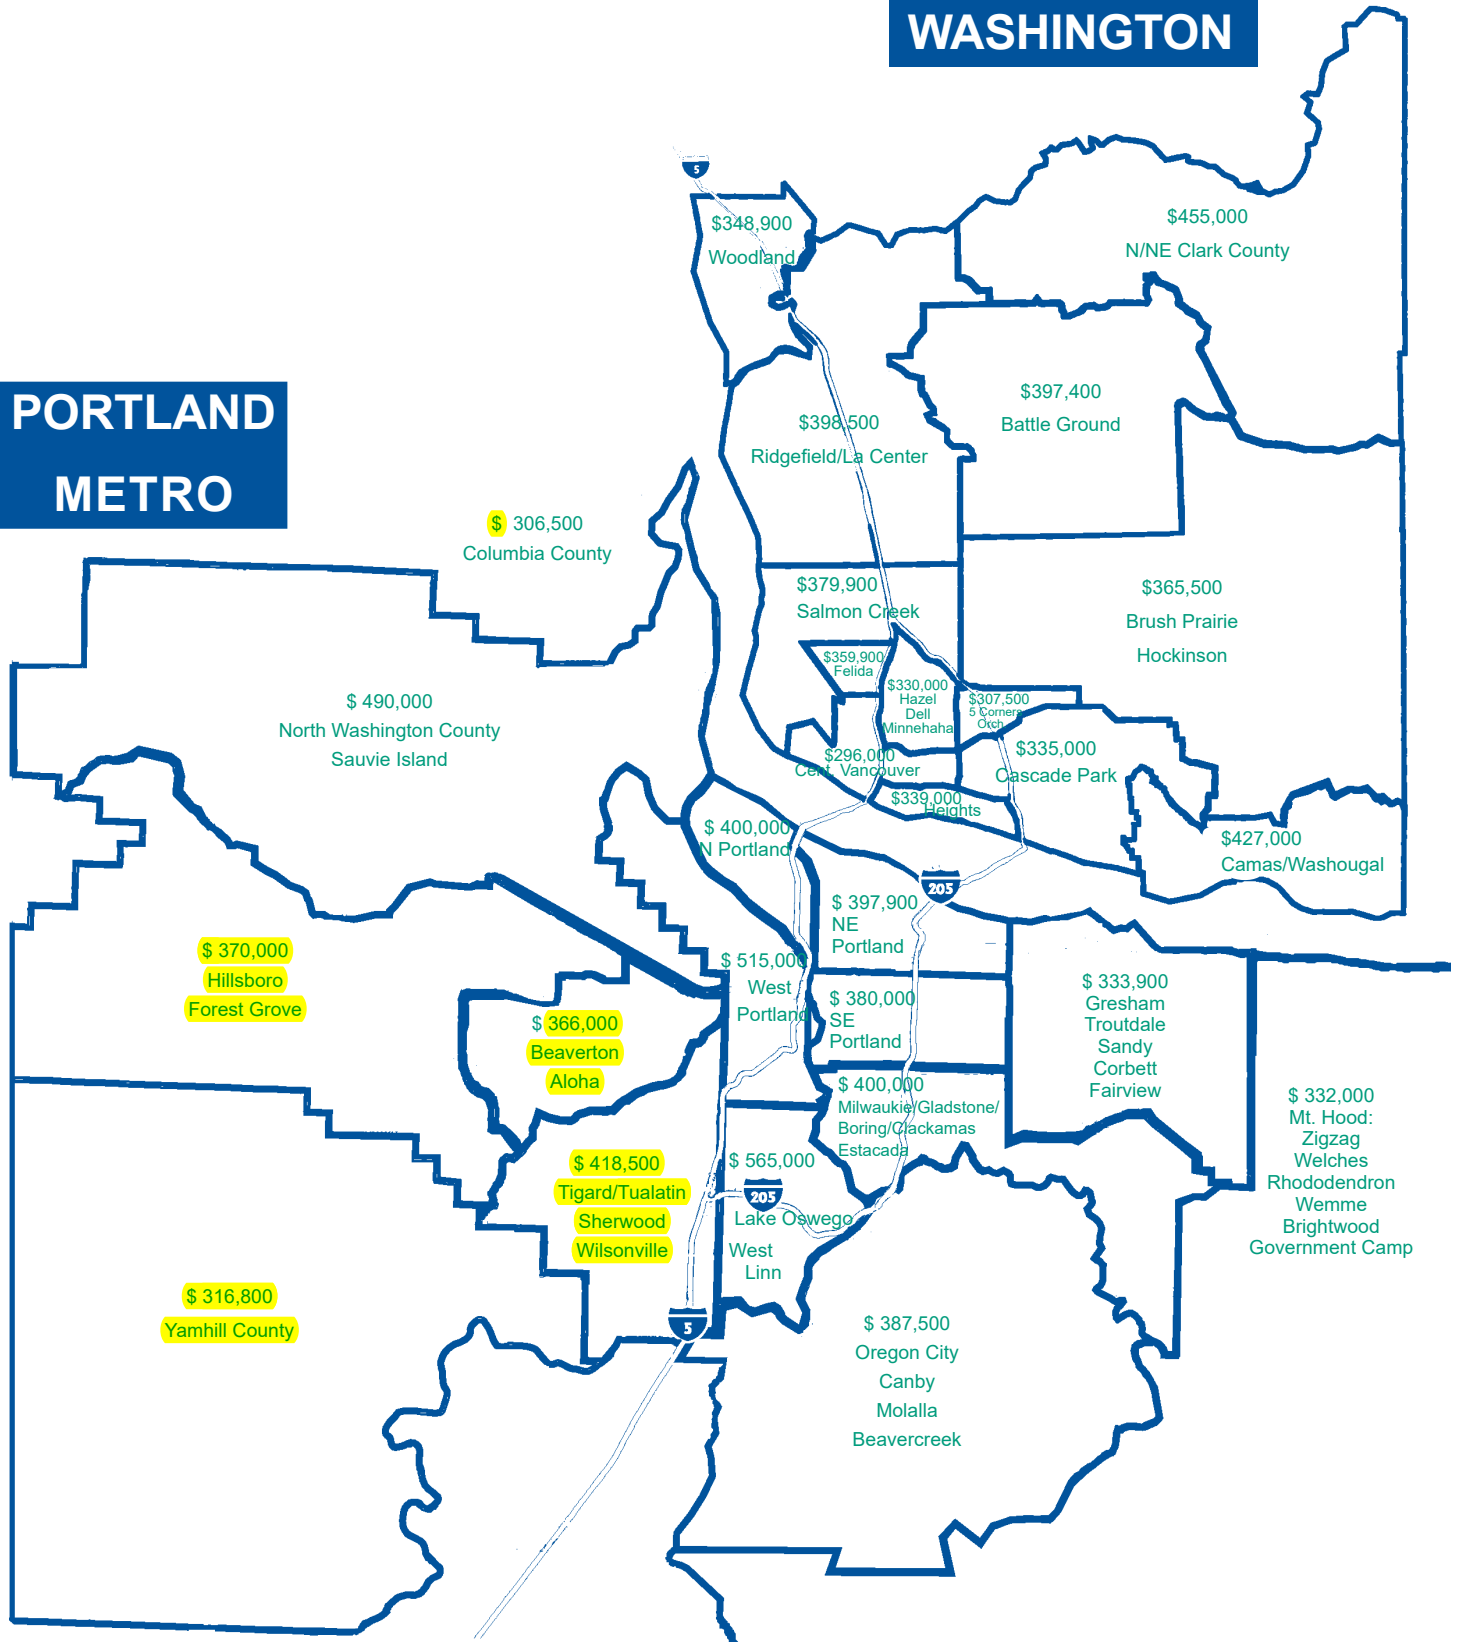 WASHINGTON
5
$348,900
Woodland
$455,000
N/NE Clark County
PORTLAND
METRO
$397,400
Battle Ground
$398,500
Ridgefield/La Center
$ 306,500
Columbia County
$379,900
Salmon Creek
$365,500
Brush Prairie
Hockinson
$359,900
Felida
$330,000
Hazel
Dell
Minnehaha
$307,500
5 Corners
Orch
$ 490,000
North Washington County
Sauvie Island
$296,000
Cent. Vancouver
$335,000
Cascade Park
$339,000
Heights
$427,000
Camas/Washougal
$ 400,000
N Portland
205
$ 397,900
NE
Portland
$ 370,000
Hillsboro
Forest Grove
$ 515,000
West
Portland
$ 380,000
SE
Portland
$ 333,900
Gresham
Troutdale
Sandy
Corbett
Fairview
$ 366,000
Beaverton
Aloha
$ 400,000
Milwaukie/Gladstone/
Boring/Clackamas
Estacada
$ 332,000
Mt. Hood:
Zigzag
Welches
Rhododendron
Wemme
Brightwood
Government Camp
$ 418,500
Tigard/Tualatin
Sherwood
Wilsonville
$ 565,000
205
Lake Oswego
West
Linn
$ 316,800
Yamhill County
5
$ 387,500
Oregon City
Canby
Molalla
Beavercreek